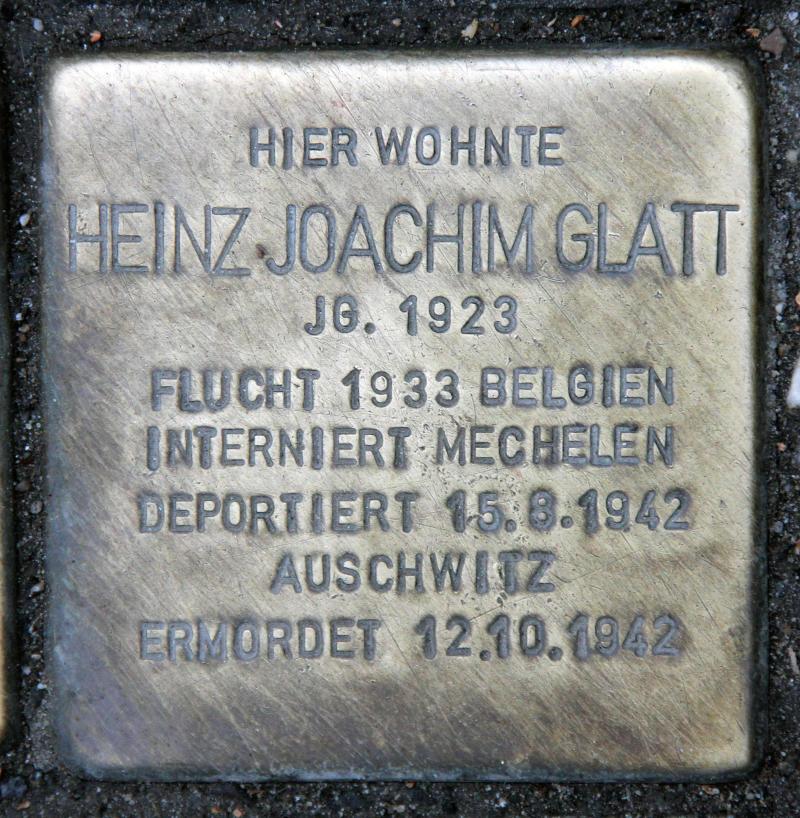 HIER WOHNTE
HEINZ JOACHIM GLATT
JG. 1923
FLUCHT 1933 BELGIEN
INTERNIERT MECHELEN
DEPORTIERT 15.8.1942
AUSCHWITZ
ERMORDET 12.10.1942